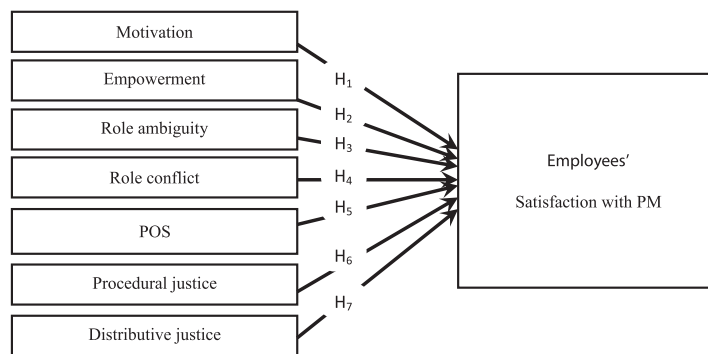 Motivation
Empowerment
Role ambiguity
Role conflict
POS
Procedural justice
Distributive justice
H₁
H₂
H₃
H₄
H₅
H₆
H₇
Employees’
Satisfaction with PM